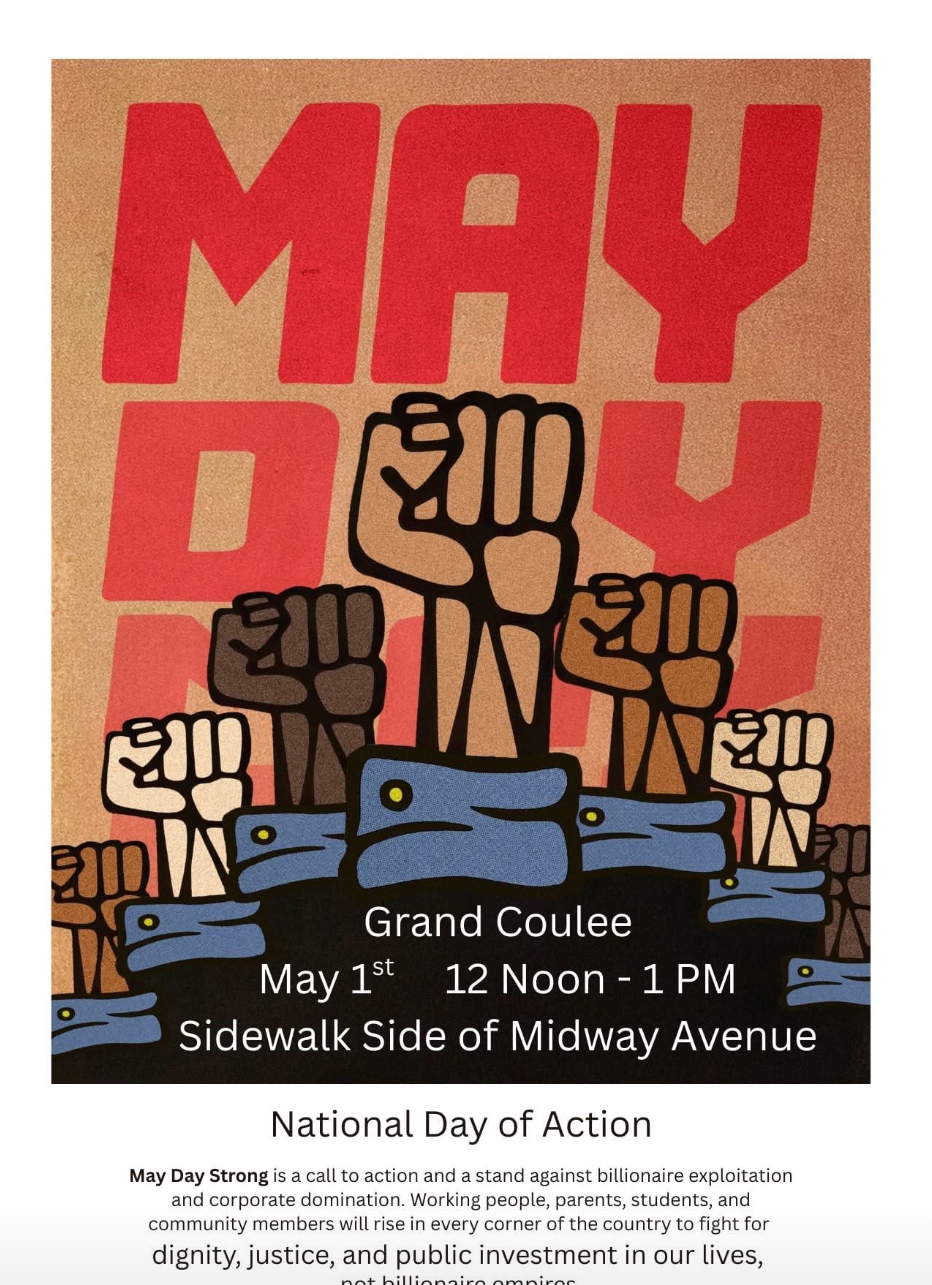 MAY
DAY
Grand Coulee
May 1st 12 Noon - 1 PM
Sidewalk Side of Midway Avenue
National Day of Action
May Day Strong is a call to action and a stand against billionaire exploitation
and corporate domination. Working people, parents, students, and
community members will rise in every corner of the country to fight for
dignity, justice, and public investment in our lives,
not billionaire empires